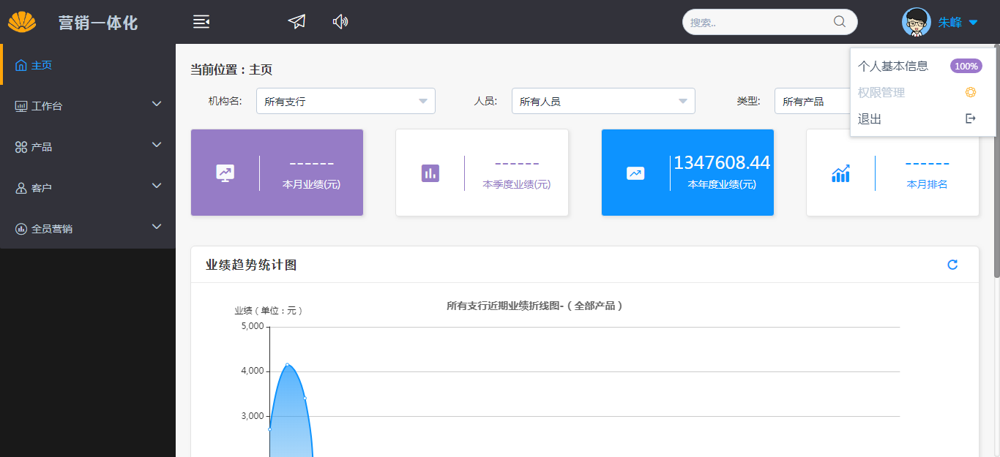 营销一体化
搜索..
朱峰
主页
工作台
产品
客户
全员营销
个人基本信息 100%
权限管理
退出
当前位置：主页
机构名: 所有支行 人员: 所有人员 类型: 所有产品
------
本月业绩(元)
------
本季度业绩(元)
1347608.44
本年度业绩(元)
------
本月排名
业绩趋势统计图
所有支行近期业绩折线图-（全部产品）
业绩（单位：元）
5,000
4,000
3,000